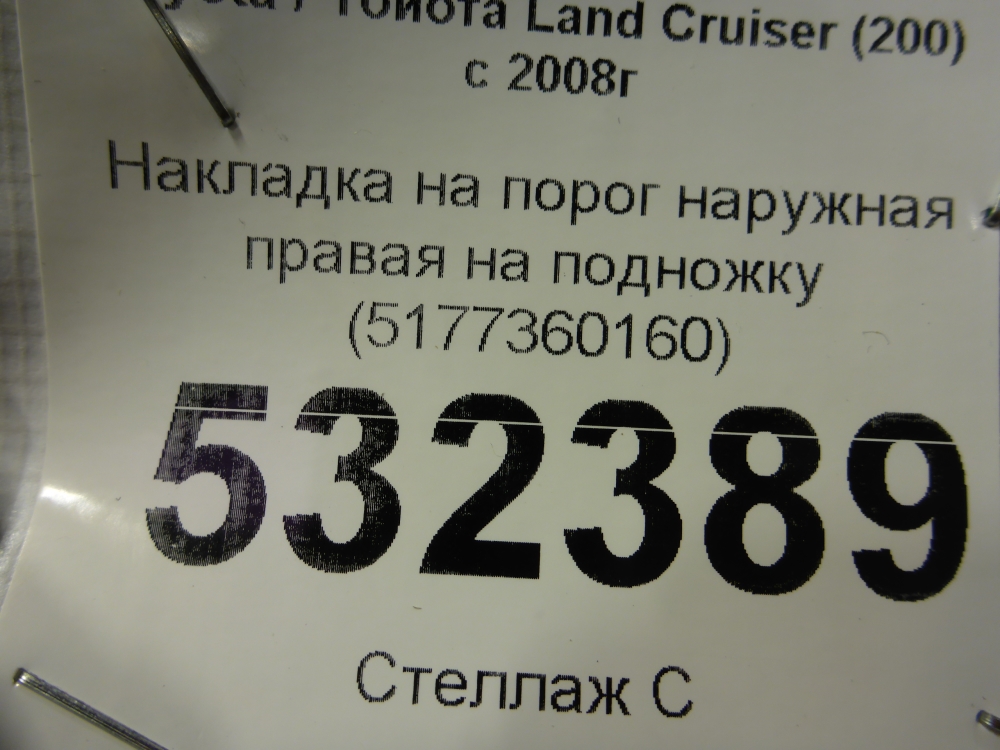 / Тойота Land Cruiser (200)
с 2008г
Накладка на порог наружная
правая на подножку
(5177360160)
532389
Стеллаж С